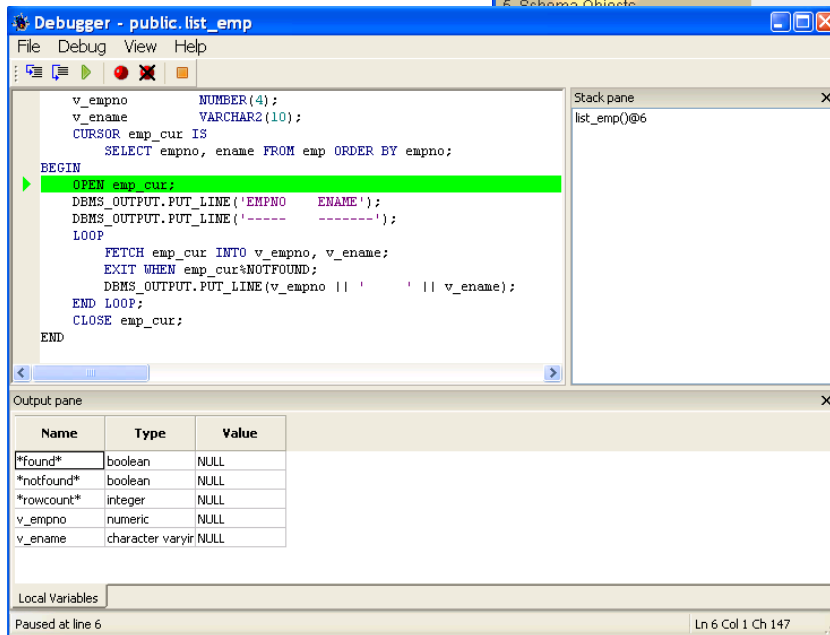 5. Schema Objects
Debugger - public.list_emp
File Debug View Help
v_empno NUMBER(4);
v_ename VARCHAR2(10);
CURSOR emp_cur IS
SELECT empno, ename FROM emp ORDER BY empno;
BEGIN
OPEN emp_cur;
DBMS_OUTPUT.PUT_LINE('EMPNO    ENAME');
DBMS_OUTPUT.PUT_LINE('-----    -------');
LOOP
FETCH emp_cur INTO v_empno, v_ename;
EXIT WHEN emp_cur%NOTFOUND;
DBMS_OUTPUT.PUT_LINE(v_empno || '     ' || v_ename);
END LOOP;
CLOSE emp_cur;
END
Stack pane
list_emp()@6
Output pane
Name Type Value
*found* boolean NULL
*notfound* boolean NULL
*rowcount* integer NULL
v_empno numeric NULL
v_ename character varyir NULL
Local Variables
Paused at line 6 Ln 6 Col 1 Ch 147